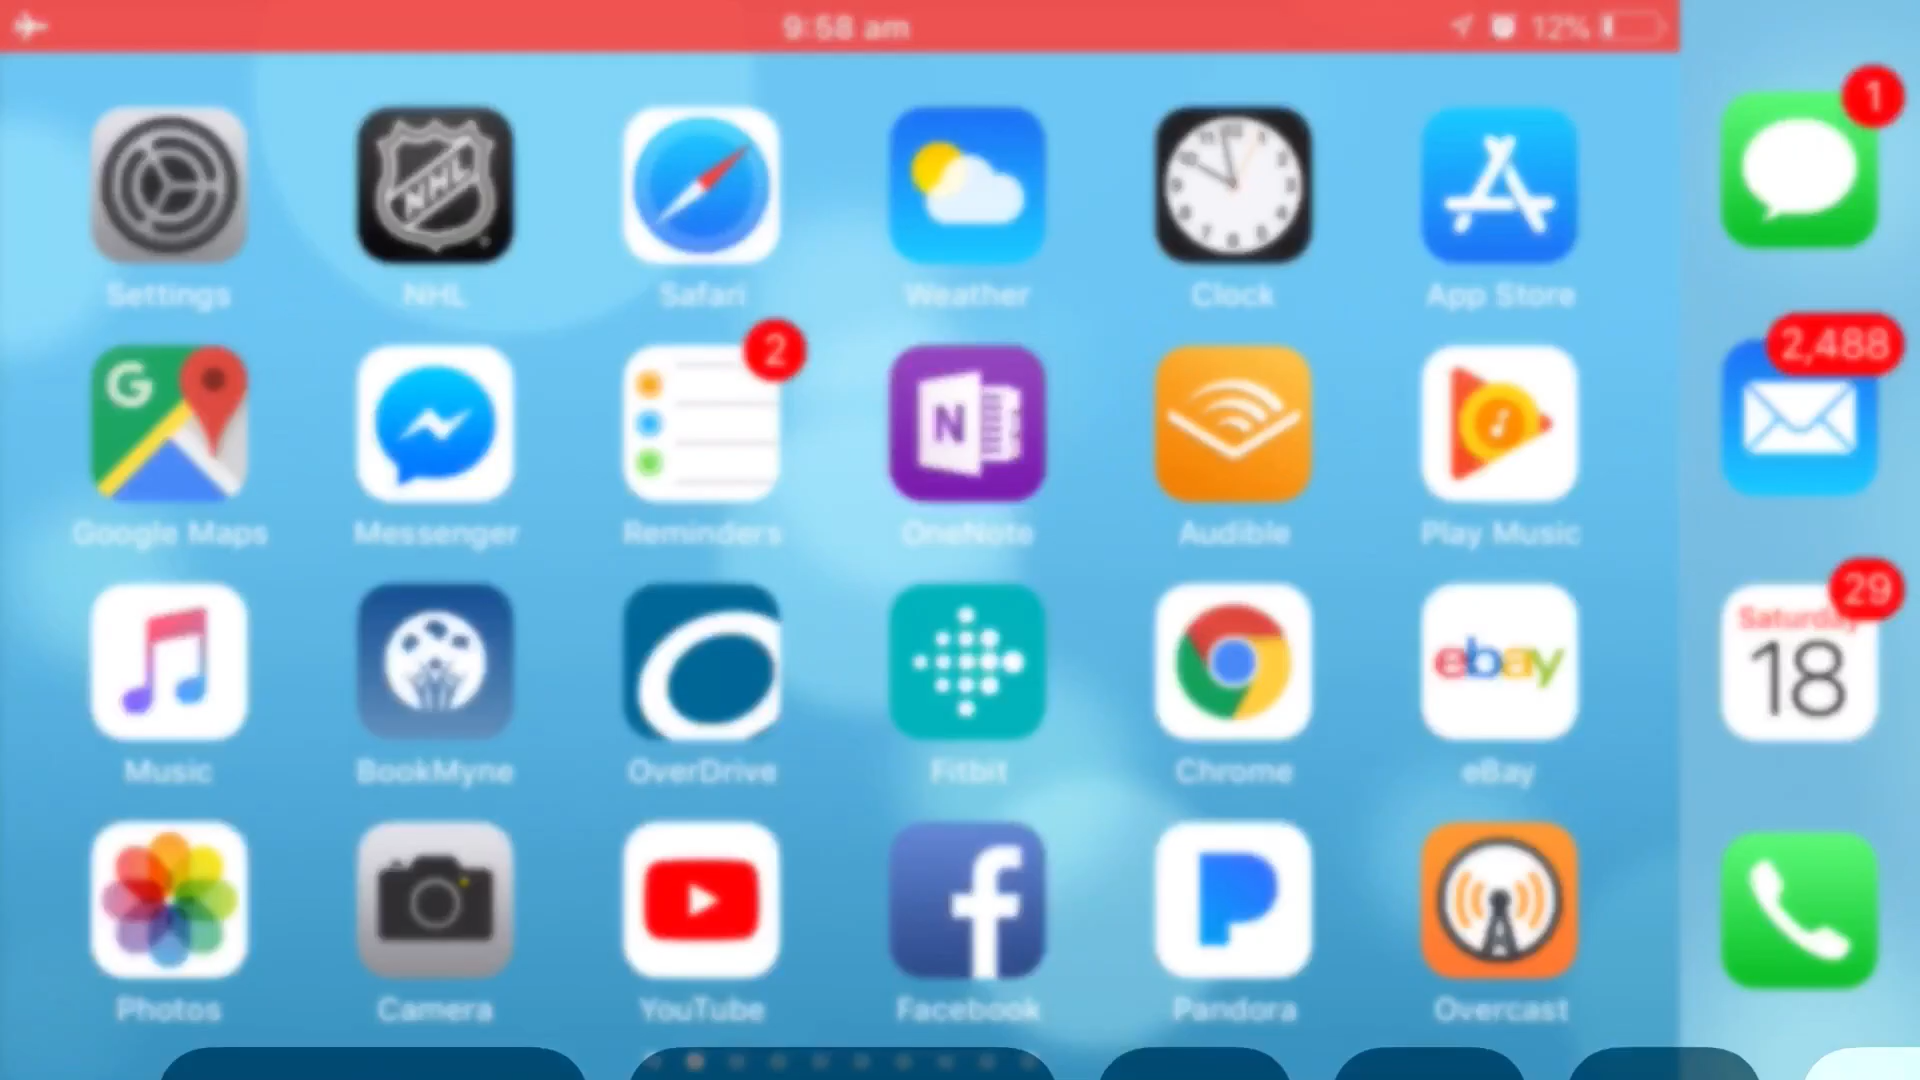 9:58 am 12%
1
NHL
Settings NHL Safari Weather Clock App Store
2,488
G 2 N
Google Maps Messenger Reminders OneNote Audible Play Music
29
Saturday
18
ebay
Music BookMyne OverDrive Fitbit Chrome eBay
Photos Camera YouTube Facebook Pandora Overcast